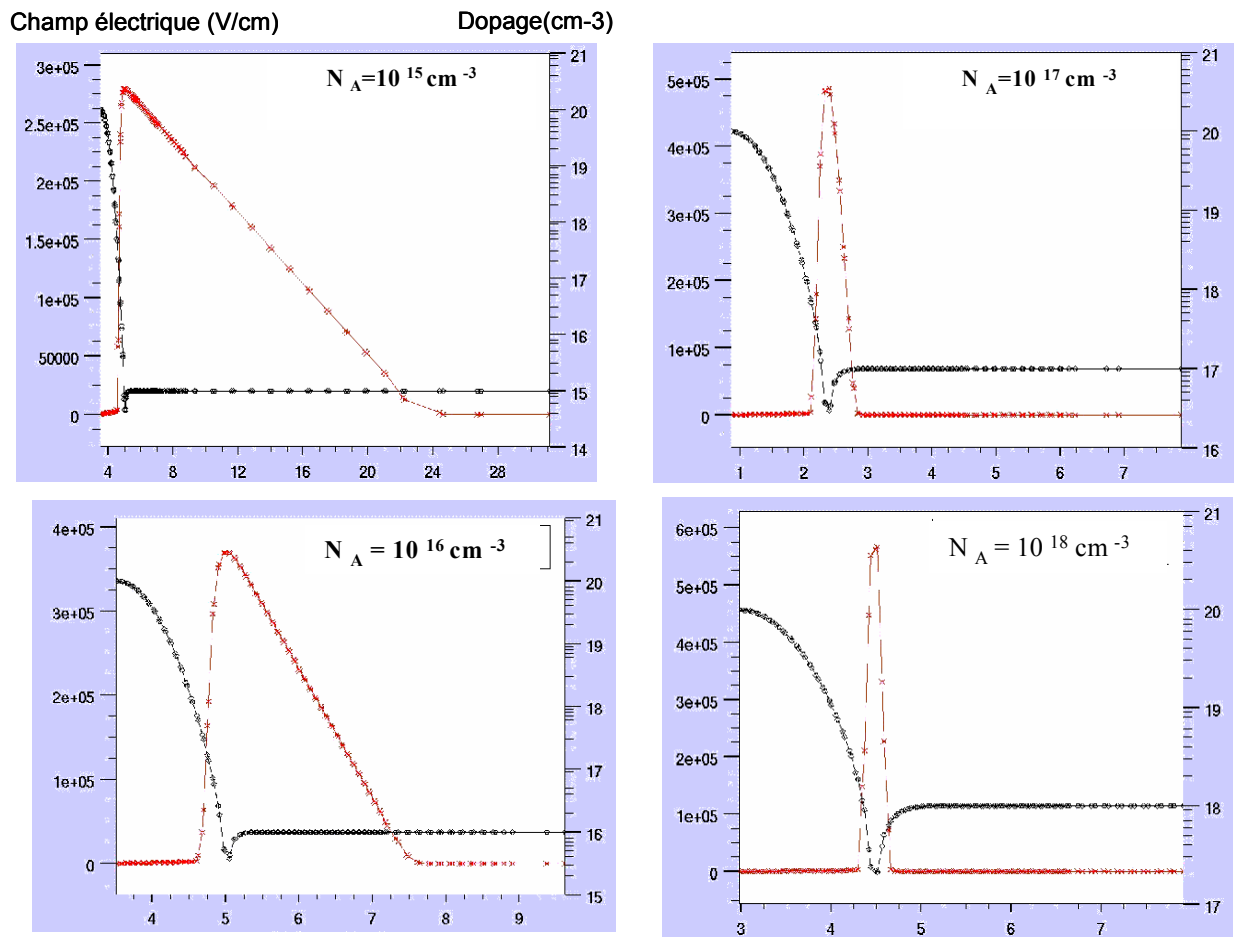 Champ électrique (V/cm) Dopage(cm-3)
N A=10 15 cm -3
3e+05
2.5e+05
2e+05
1.5e+05
1e+05
50000
0
21
20
19
18
17
16
15
14
4 8 12 16 20 24 28
N A=10 17 cm -3
5e+05
4e+05
3e+05
2e+05
1e+05
0
21
20
19
18
17
16
1 2 3 4 5 6 7
N A = 10 16 cm -3
4e+05
3e+05
2e+05
1e+05
0
21
20
19
18
17
16
15
4 5 6 7 8 9
N A = 10 18 cm -3
6e+05
5e+05
4e+05
3e+05
2e+05
1e+05
0
21
20
19
18
17
3 4 5 6 7